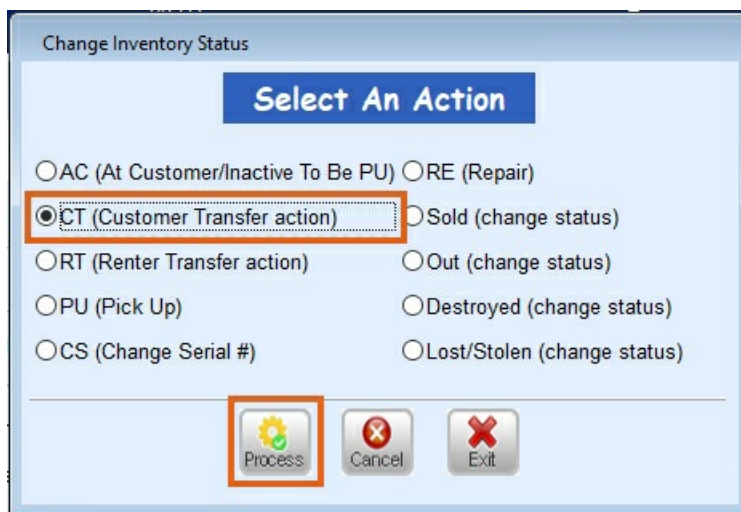 Change Inventory Status
Select An Action
AC (At Customer/Inactive To Be PU)
RE (Repair)
CT (Customer Transfer action)
Sold (change status)
RT (Renter Transfer action)
Out (change status)
PU (Pick Up)
Destroyed (change status)
CS (Change Serial #)
Lost/Stolen (change status)
Process
Cancel
Exit